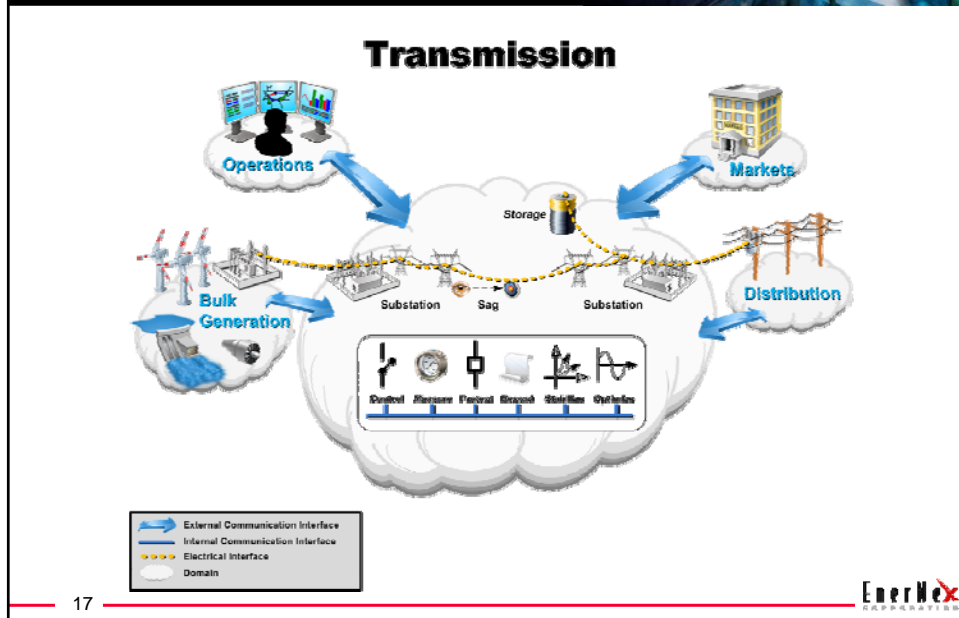 Transmission
Operations
Markets
Storage
Substation
Sag
Substation
Bulk
Generation
Distribution
Control
Measure
Protect
Record
Stabilize
Optimize
External Communication Interface
Internal Communication Interface
Electrical Interface
Domain
17
EnerNex
CORPORATION